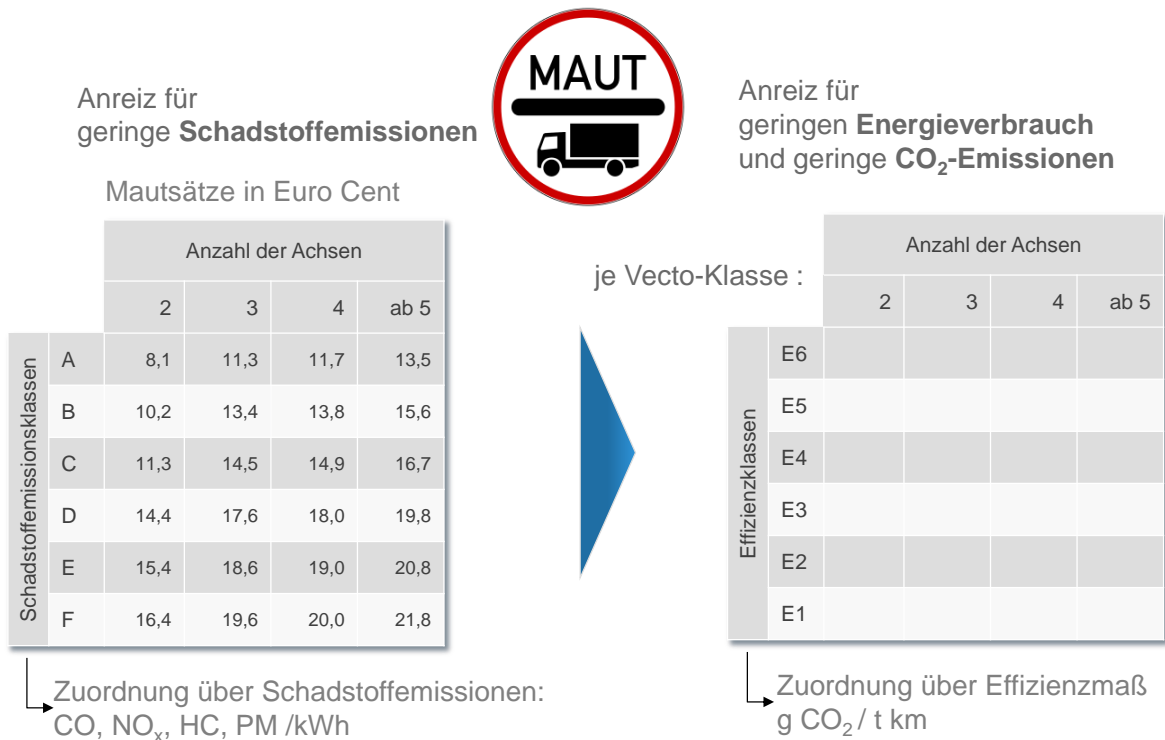 MAUT
Anreiz für
geringe Schadstoffemissionen
Mautsätze in Euro Cent
Anzahl der Achsen
2 3 4 ab 5
Schadstoffemissionsklassen
A 8,1 11,3 11,7 13,5
B 10,2 13,4 13,8 15,6
C 11,3 14,5 14,9 16,7
D 14,4 17,6 18,0 19,8
E 15,4 18,6 19,0 20,8
F 16,4 19,6 20,0 21,8
Zuordnung über Schadstoffemissionen:
CO, NOₓ, HC, PM /kWh
Anreiz für
geringen Energieverbrauch
und geringe CO₂-Emissionen
je Vecto-Klasse :
Anzahl der Achsen
2 3 4 ab 5
Effizienzklassen
E6
E5
E4
E3
E2
E1
Zuordnung über Effizienzmaß
g CO₂ / t km